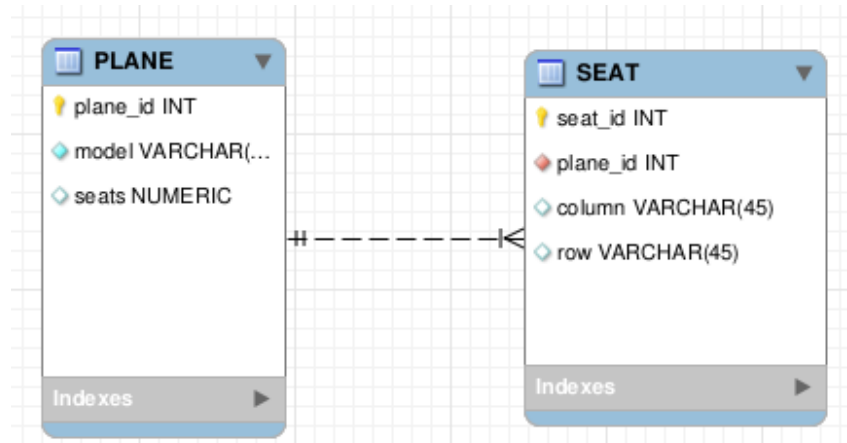 PLANE
plane_id INT
model VARCHAR(...
seats NUMERIC
Indexes
SEAT
seat_id INT
plane_id INT
column VARCHAR(45)
row VARCHAR(45)
Indexes